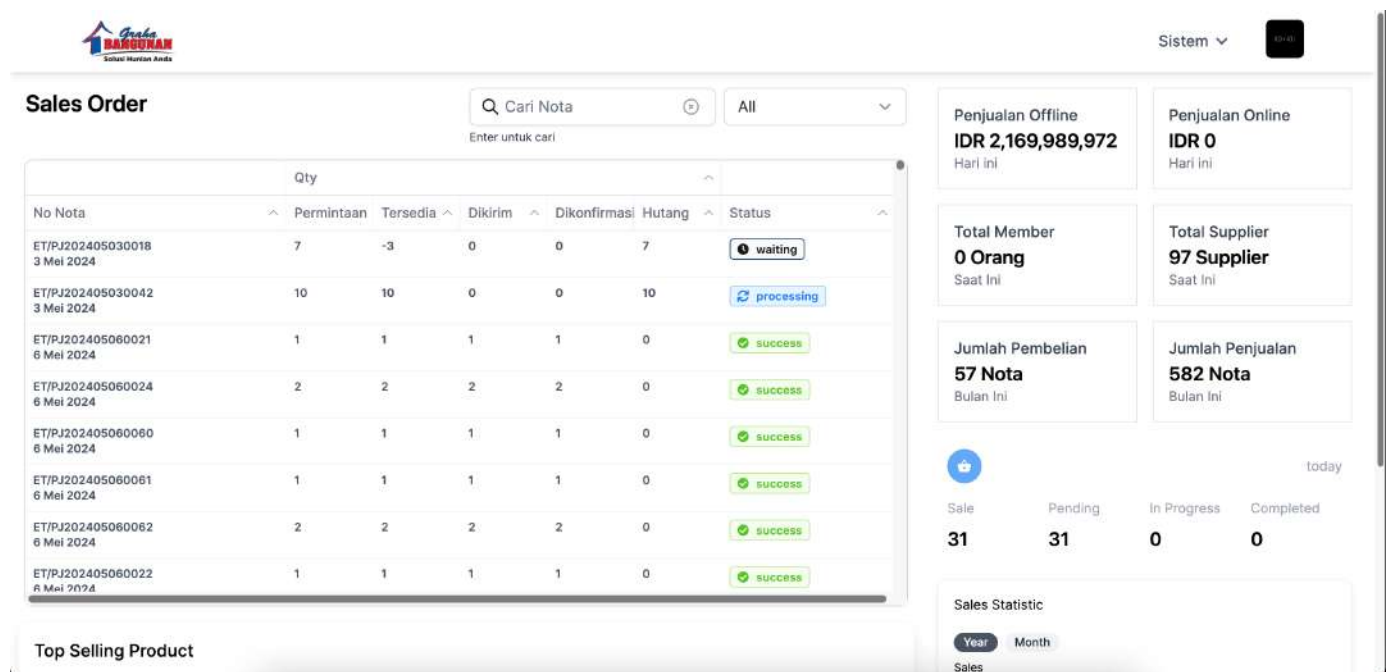 Graha
BANGUNAN
Solusi Hunian Anda
Sistem
Sales Order
Cari Nota
All
Enter untuk cari
Qty
No Nota Permintaan Tersedia Dikirim Dikonfirmasi Hutang Status
ET/PJ202405030018 7 -3 0 0 7 waiting
3 Mei 2024
ET/PJ202405030042 10 10 0 0 10 processing
3 Mei 2024
ET/PJ202405060021 1 1 1 1 0 success
6 Mei 2024
ET/PJ202405060024 2 2 2 2 0 success
6 Mei 2024
ET/PJ202405060060 1 1 1 1 0 success
6 Mei 2024
ET/PJ202405060061 1 1 1 1 0 success
6 Mei 2024
ET/PJ202405060062 2 2 2 2 0 success
6 Mei 2024
ET/PJ202405060022 1 1 1 1 0 success
6 Mei 2024
Top Selling Product
Penjualan Offline
IDR 2,169,989,972
Hari ini
Penjualan Online
IDR 0
Hari ini
Total Member
0 Orang
Saat Ini
Total Supplier
97 Supplier
Saat Ini
Jumlah Pembelian
57 Nota
Bulan Ini
Jumlah Penjualan
582 Nota
Bulan Ini
today
Sale Pending In Progress Completed
31 31 0 0
Sales Statistic
Year Month
Sales